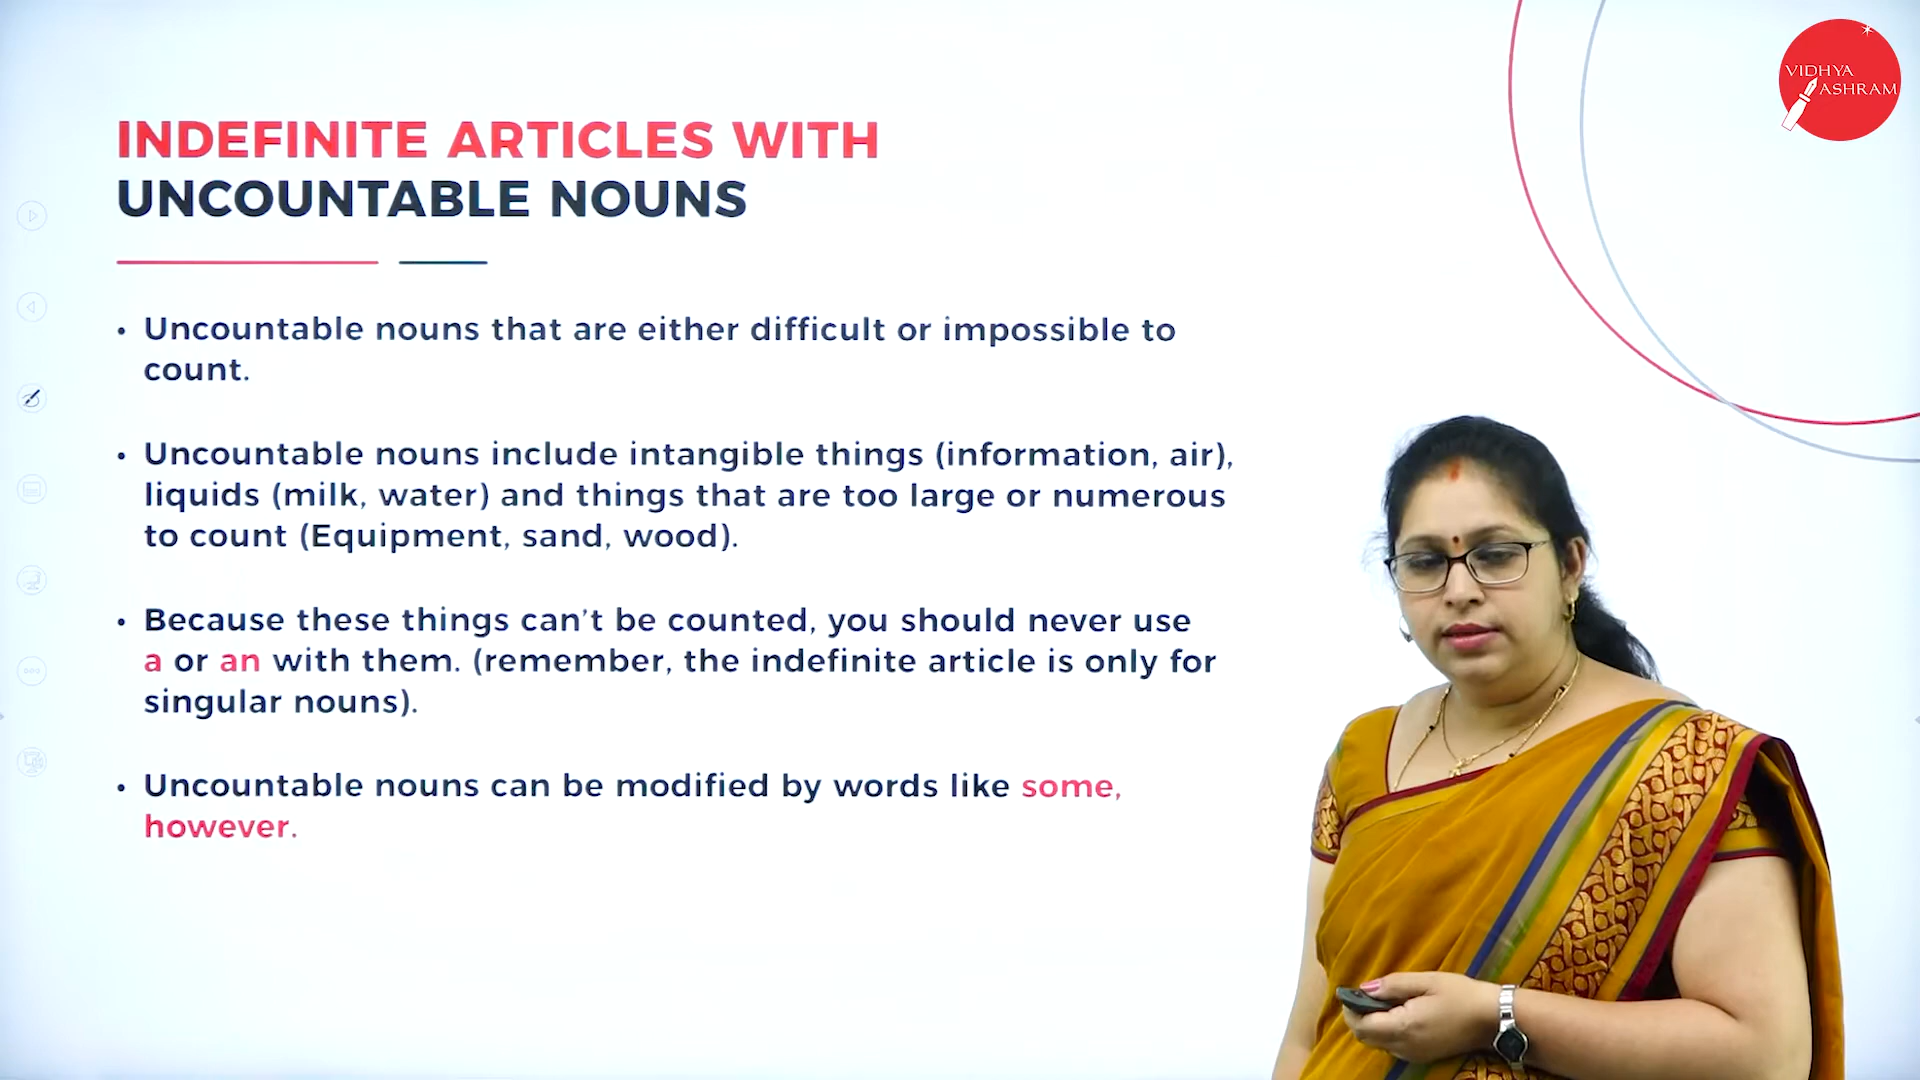 VIDHYA
ASHRAM
INDEFINITE ARTICLES WITH
UNCOUNTABLE NOUNS
• Uncountable nouns that are either difficult or impossible to
count.
• Uncountable nouns include intangible things (information, air),
liquids (milk, water) and things that are too large or numerous
to count (Equipment, sand, wood).
• Because these things can't be counted, you should never use
a or an with them. (remember, the indefinite article is only for
singular nouns).
• Uncountable nouns can be modified by words like some,
however.